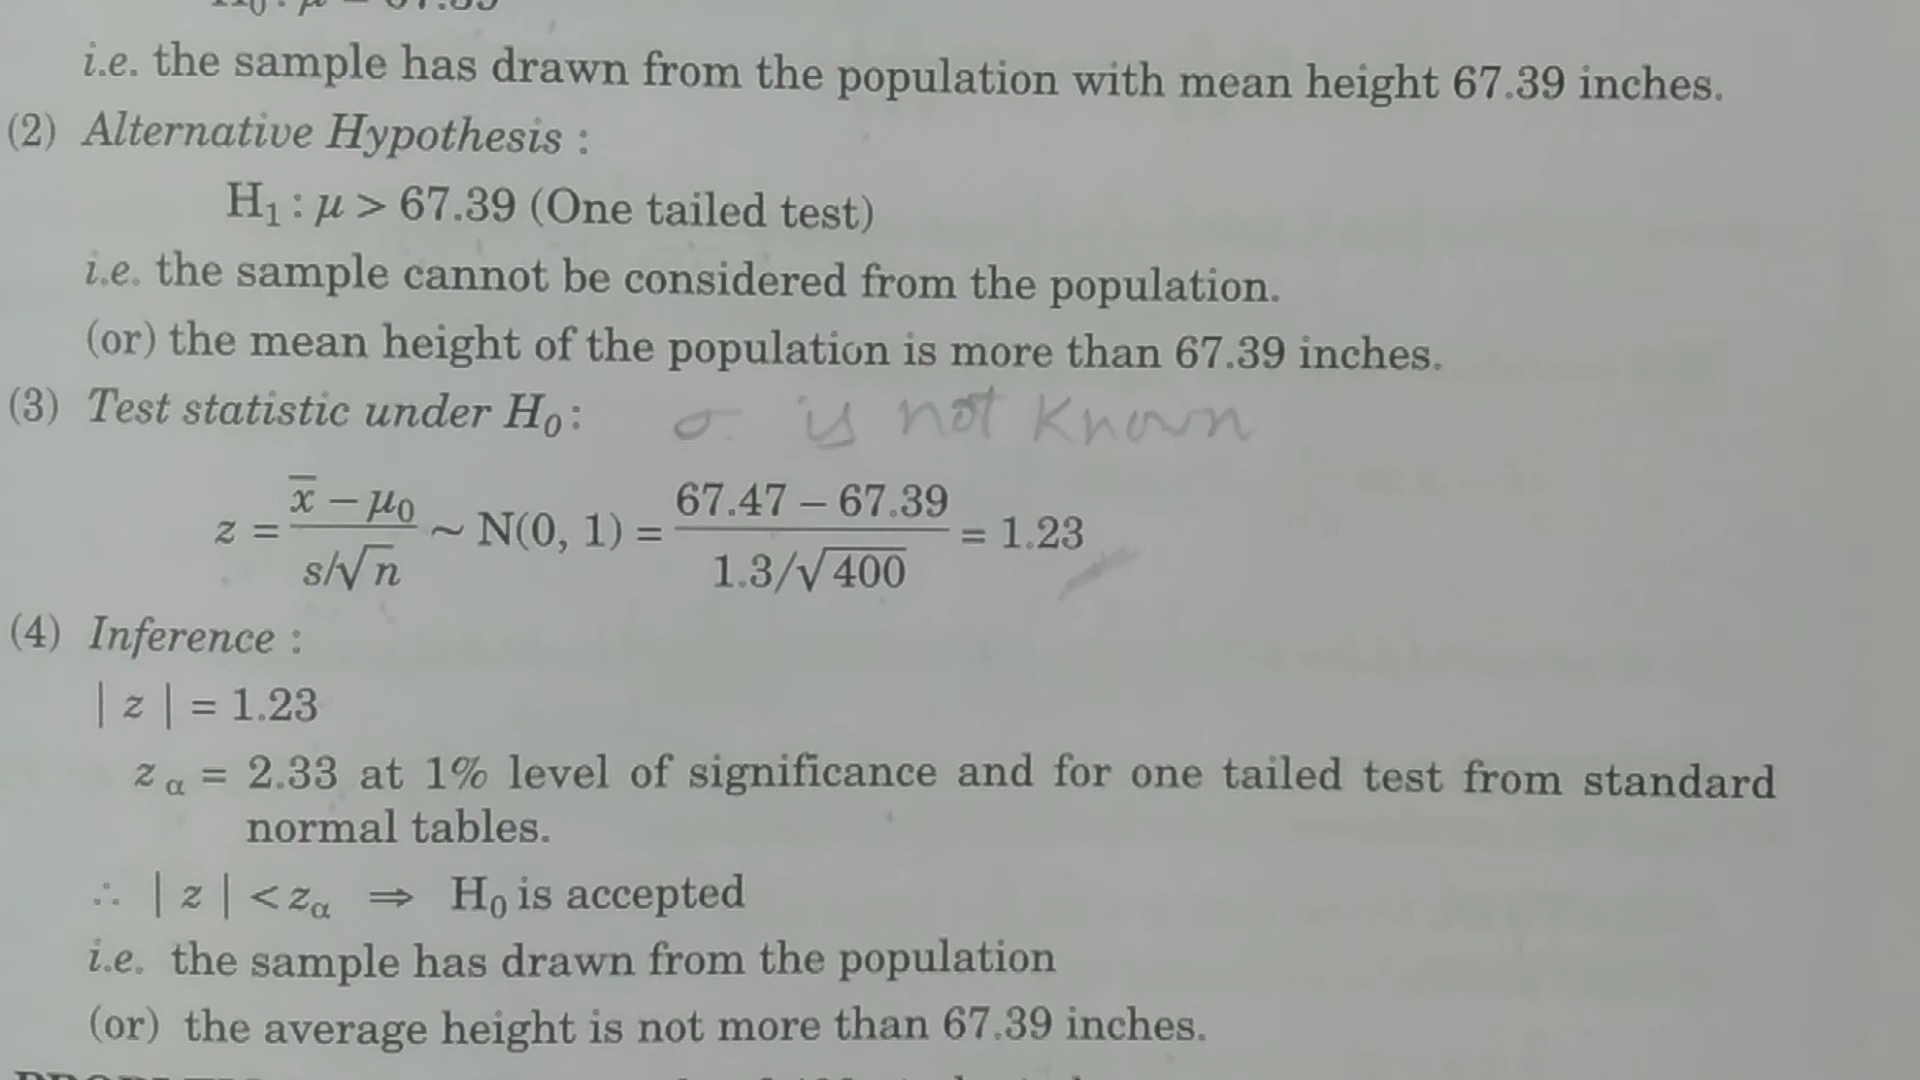 H₀ : μ = 67.39
i.e. the sample has drawn from the population with mean height 67.39 inches.
(2) Alternative Hypothesis :
H₁ : μ > 67.39 (One tailed test)
i.e. the sample cannot be considered from the population.
(or) the mean height of the population is more than 67.39 inches.
(3) Test statistic under H₀: σ is not known
z = (x̄ − μ₀)/(s/√n) ~ N(0, 1) = (67.47 − 67.39)/(1.3/√400) = 1.23
(4) Inference :
| z | = 1.23
z α = 2.33 at 1% level of significance and for one tailed test from standard
normal tables.
∴ | z | < zα ⇒ H₀ is accepted
i.e. the sample has drawn from the population
(or) the average height is not more than 67.39 inches.